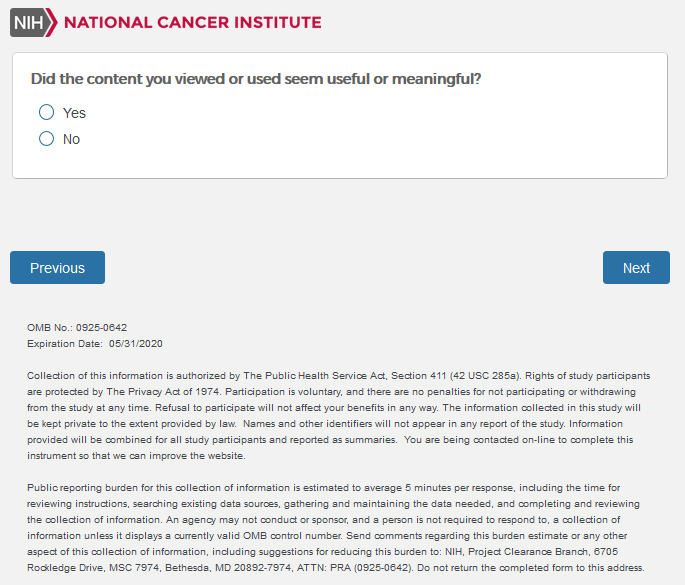 NIH NATIONAL CANCER INSTITUTE
Did the content you viewed or used seem useful or meaningful?
Yes
No
Previous
Next
OMB No.: 0925-0642
Expiration Date:  05/31/2020
Collection of this information is authorized by The Public Health Service Act, Section 411 (42 USC 285a). Rights of study participants
are protected by The Privacy Act of 1974. Participation is voluntary, and there are no penalties for not participating or withdrawing
from the study at any time. Refusal to participate will not affect your benefits in any way. The information collected in this study will
be kept private to the extent provided by law.  Names and other identifiers will not appear in any report of the study. Information
provided will be combined for all study participants and reported as summaries.  You are being contacted on-line to complete this
instrument so that we can improve the website.
Public reporting burden for this collection of information is estimated to average 5 minutes per response, including the time for
reviewing instructions, searching existing data sources, gathering and maintaining the data needed, and completing and reviewing
the collection of information. An agency may not conduct or sponsor, and a person is not required to respond to, a collection of
information unless it displays a currently valid OMB control number. Send comments regarding this burden estimate or any other
aspect of this collection of information, including suggestions for reducing this burden to: NIH, Project Clearance Branch, 6705
Rockledge Drive, MSC 7974, Bethesda, MD 20892-7974, ATTN: PRA (0925-0642). Do not return the completed form to this address.